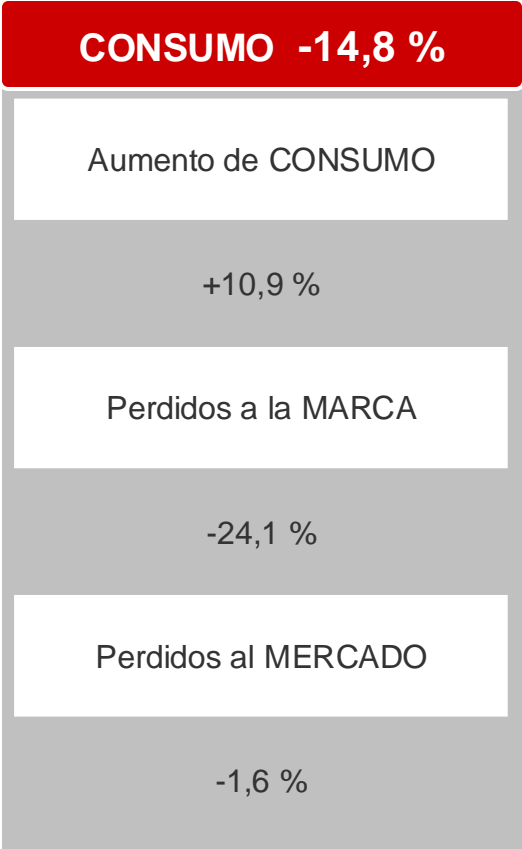 CONSUMO -14,8 %
Aumento de CONSUMO
+10,9 %
Perdidos a la MARCA
-24,1 %
Perdidos al MERCADO
-1,6 %